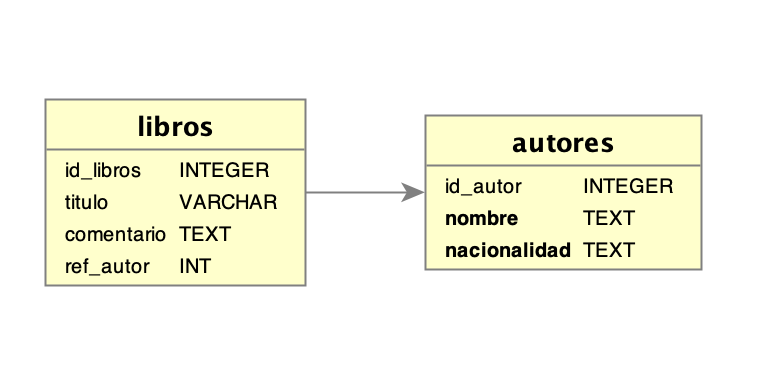 libros
id_libros INTEGER
titulo VARCHAR
comentario TEXT
ref_autor INT
autores
id_autor INTEGER
nombre TEXT
nacionalidad TEXT